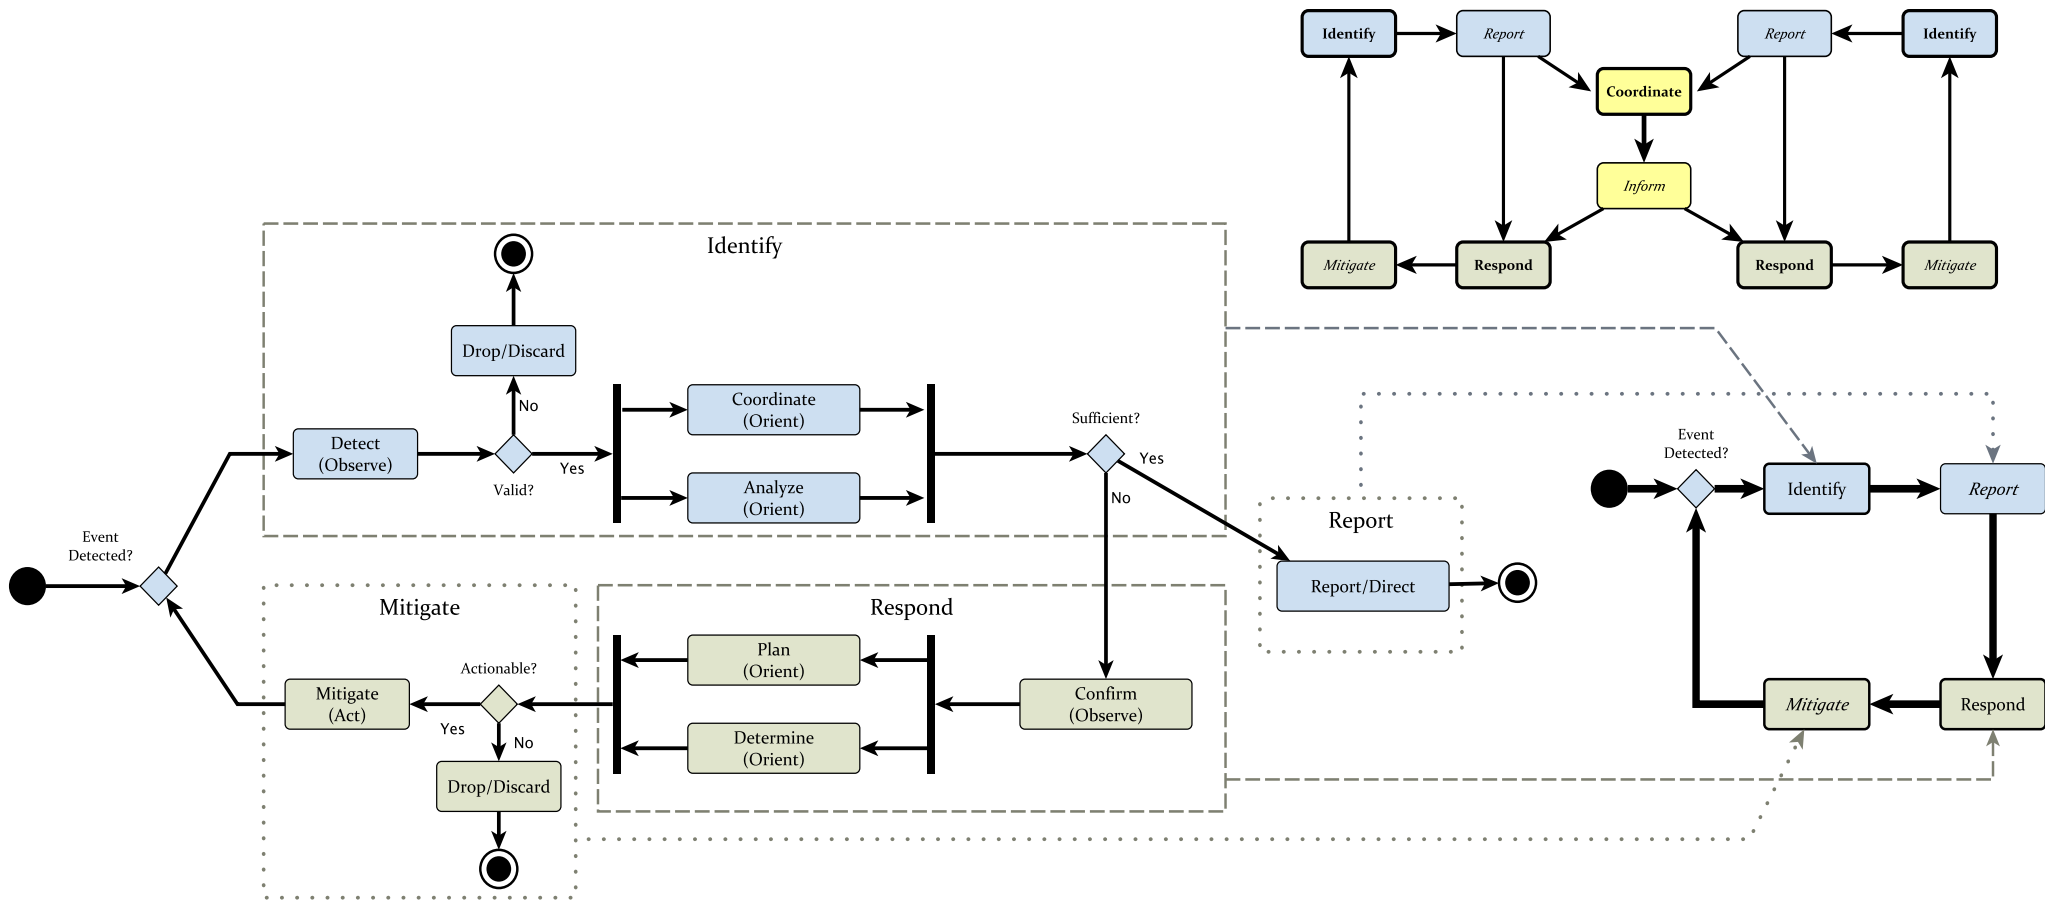 Identify
Report
Report
Identify
Coordinate
Inform
Mitigate
Respond
Respond
Mitigate
Identify
Drop/Discard
No
Coordinate
(Orient)
Sufficient?
Detect
(Observe)
Yes
Valid?
Yes
No
Analyze
(Orient)
Event
Detected?
Identify
Report
Report
Event
Detected?
Report/Direct
Mitigate
Respond
Plan
(Orient)
Actionable?
Mitigate
(Act)
Yes
No
Confirm
(Observe)
Determine
(Orient)
Drop/Discard
Mitigate
Respond